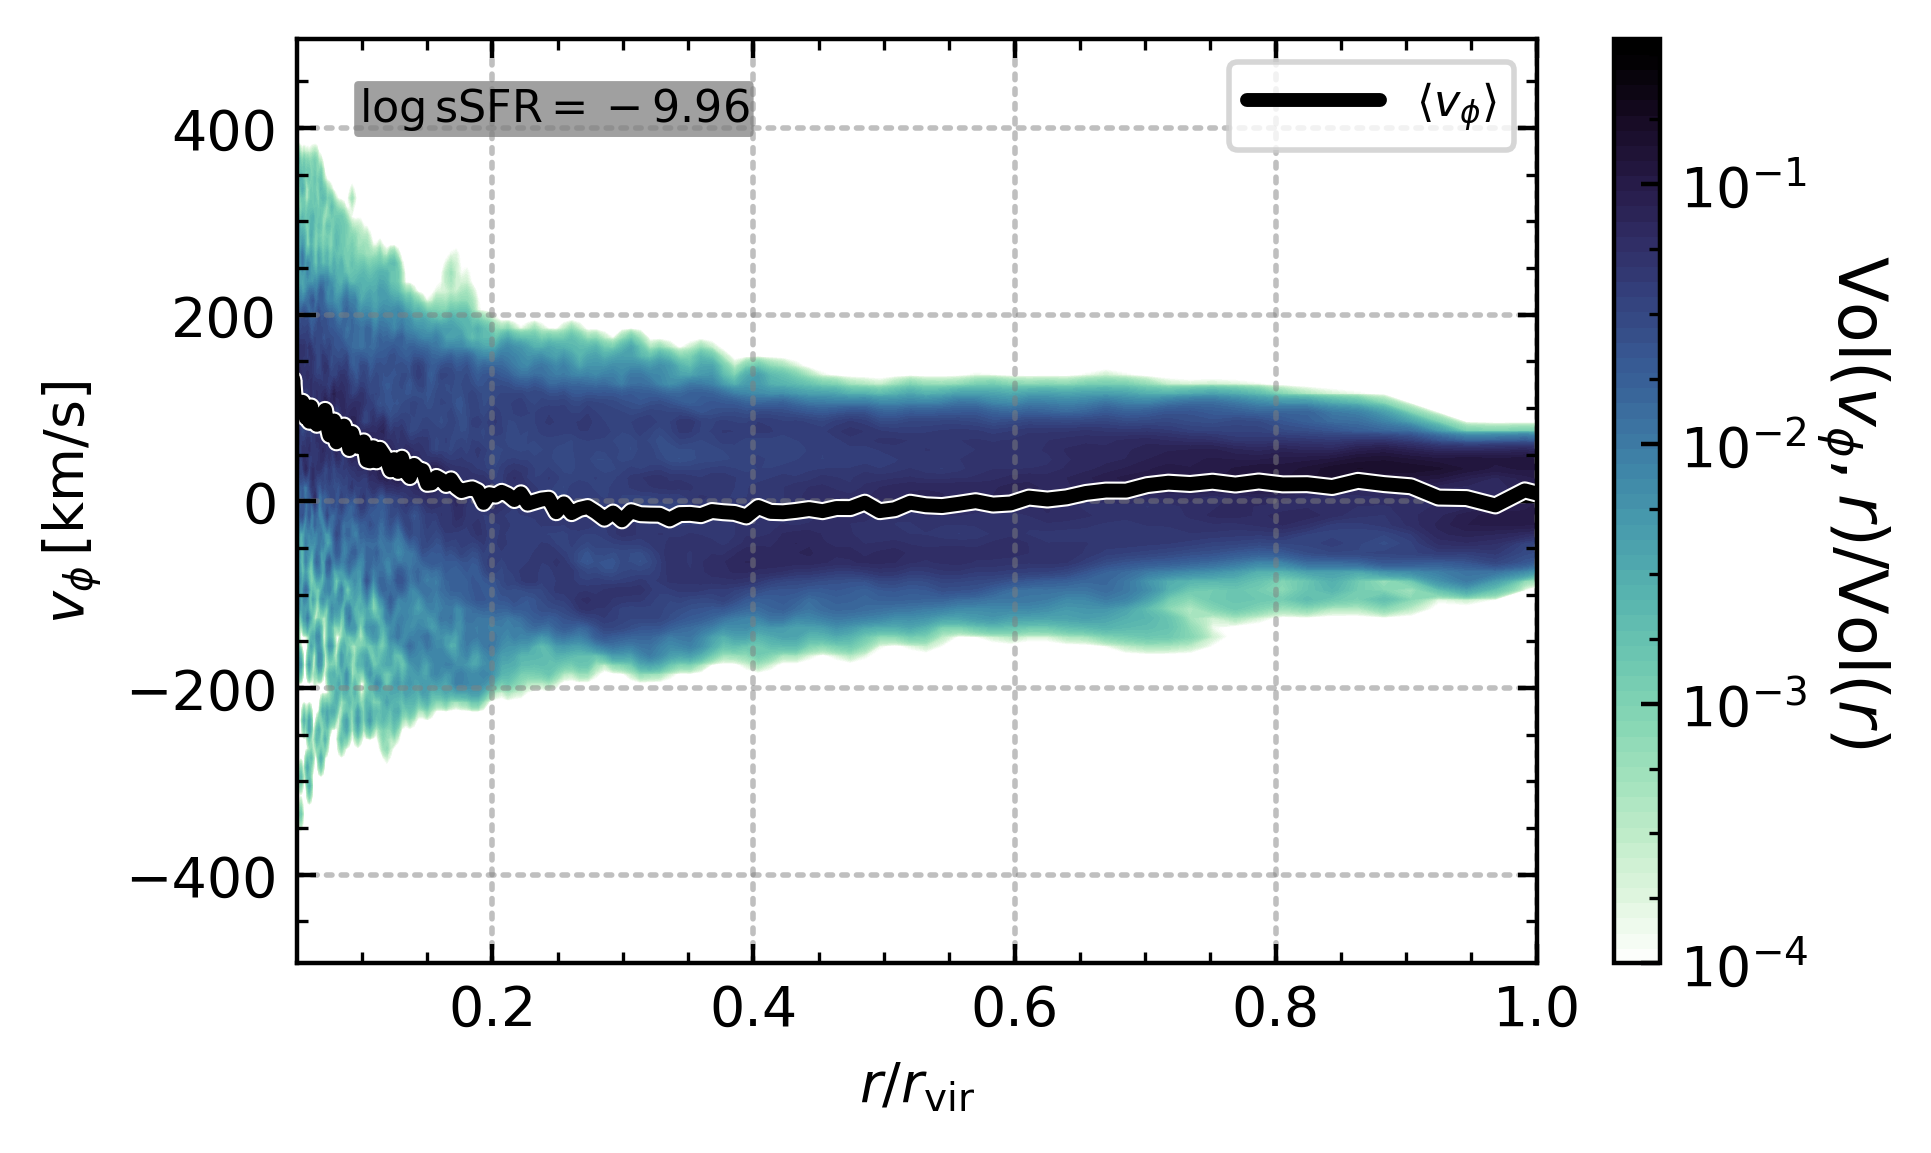 log sSFR = −9.96
⟨v_ϕ⟩
400
200
0
−200
−400
v_ϕ [km/s]
0.2 0.4 0.6 0.8 1.0
r/r_vir
10^−1
10^−2
10^−3
10^−4
Vol(v_ϕ, r)/Vol(r)